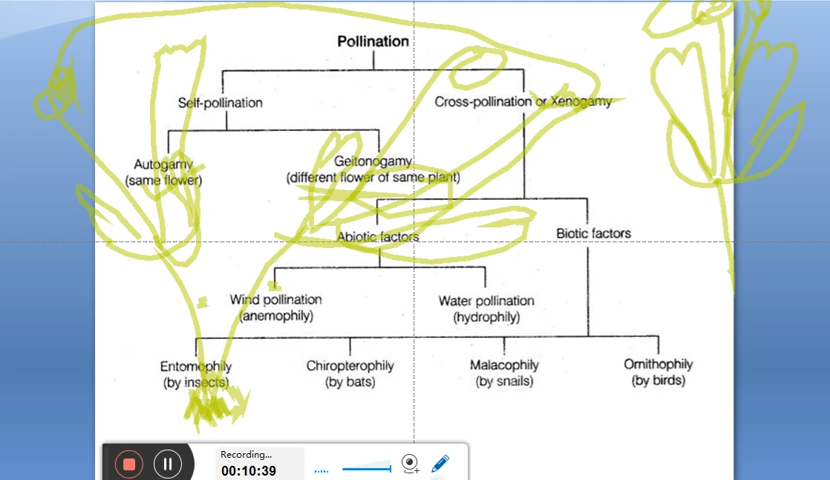 Pollination
Self-pollination
Cross-pollination or Xenogamy
Autogamy
(same flower)
Geitonogamy
(different flower of same plant)
Abiotic factors
Biotic factors
Wind pollination
(anemophily)
Water pollination
(hydrophily)
Entomophily
(by insects)
Chiropterophily
(by bats)
Malacophily
(by snails)
Ornithophily
(by birds)
Recording...
00:10:39